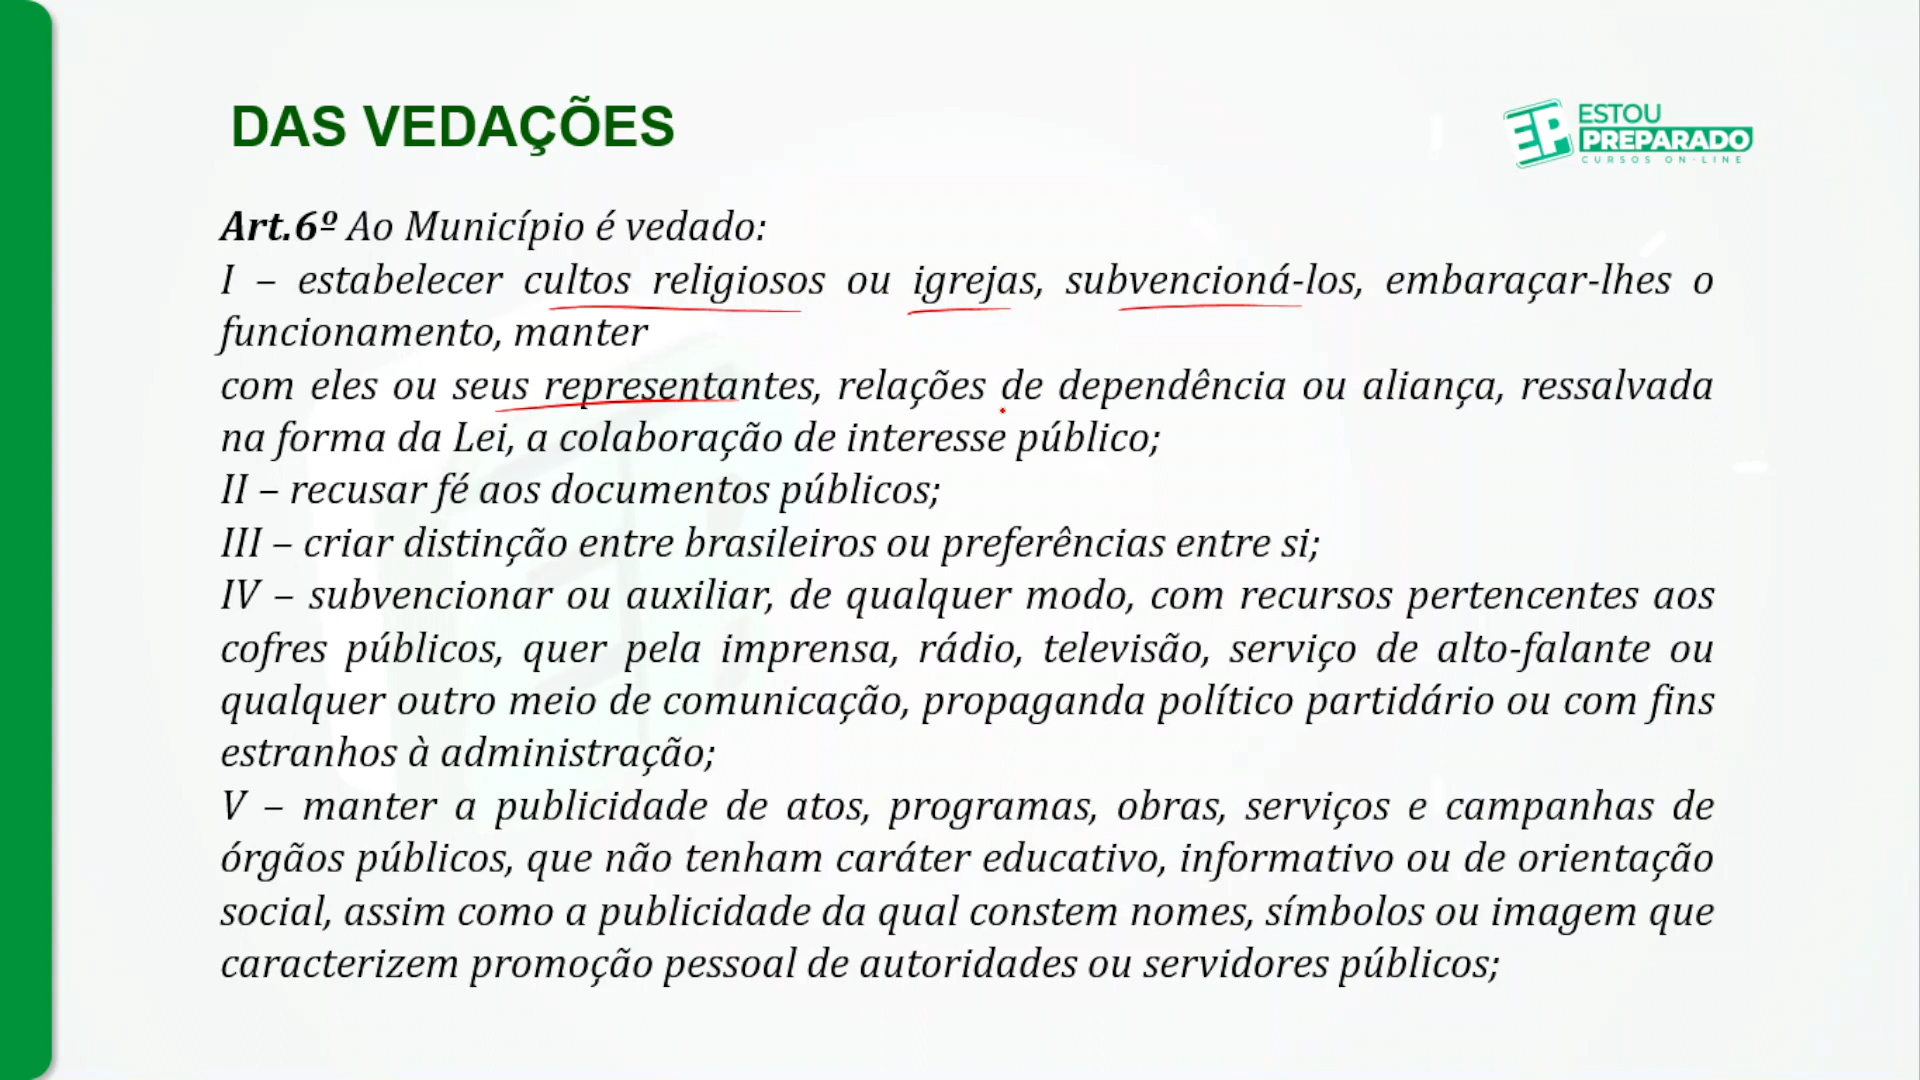 DAS VEDAÇÕES
ESTOU
PREPARADO
CURSOS ON-LINE
EP
Art.6º Ao Município é vedado:
I – estabelecer cultos religiosos ou igrejas, subvencioná-los, embaraçar-lhes o
funcionamento, manter
com eles ou seus representantes, relações de dependência ou aliança, ressalvada
na forma da Lei, a colaboração de interesse público;
II – recusar fé aos documentos públicos;
III – criar distinção entre brasileiros ou preferências entre si;
IV – subvencionar ou auxiliar, de qualquer modo, com recursos pertencentes aos
cofres públicos, quer pela imprensa, rádio, televisão, serviço de alto-falante ou
qualquer outro meio de comunicação, propaganda político partidário ou com fins
estranhos à administração;
V – manter a publicidade de atos, programas, obras, serviços e campanhas de
órgãos públicos, que não tenham caráter educativo, informativo ou de orientação
social, assim como a publicidade da qual constem nomes, símbolos ou imagem que
caracterizem promoção pessoal de autoridades ou servidores públicos;